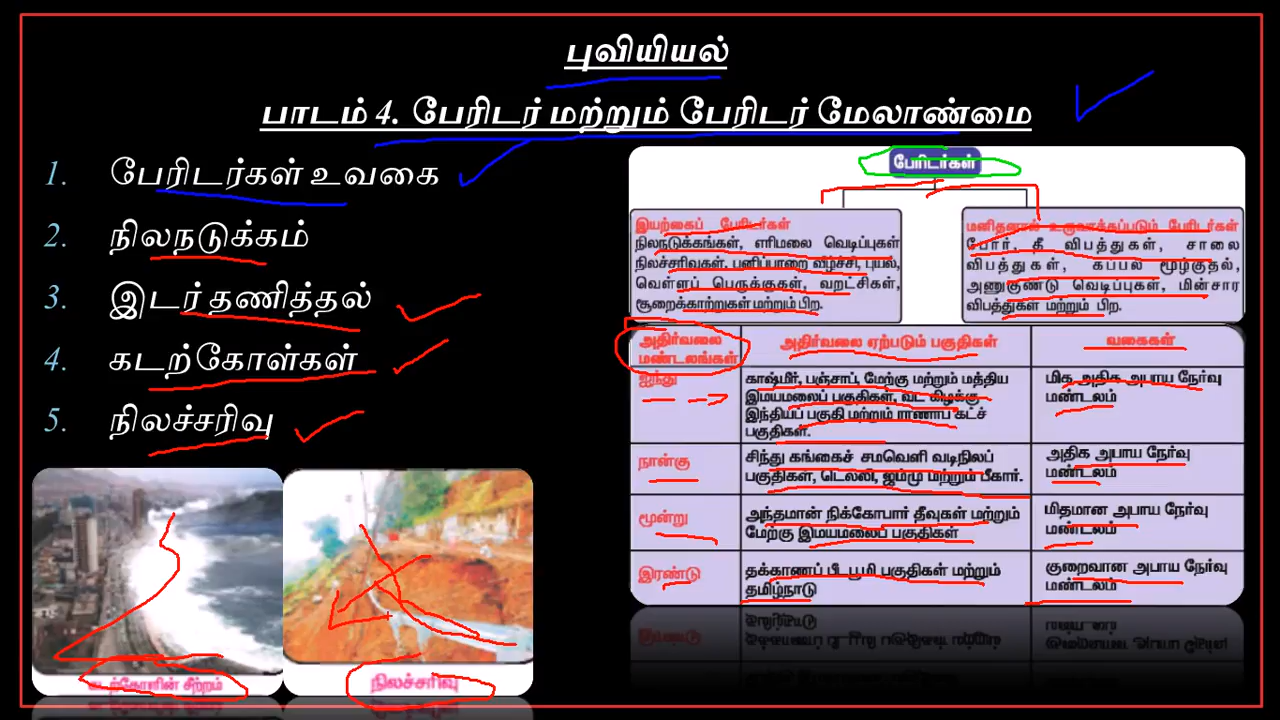 புவியியல்
பாடம் 4. பேரிடர் மற்றும் பேரிடர் மேலாண்மை
1. பேரிடர்கள் உவகை
2. நிலநடுக்கம்
3. இடர்தணித்தல்
4. கடற்கோள்கள்
5. நிலச்சரிவு
பேரிடர்கள்
இயற்கைப் பேரிடர்கள்
நிலநடுக்கங்கள், எரிமலை வெடிப்புகள்
நிலச்சரிவுகள். பனிப்பாறை வீழ்ச்சி, புயல்,
வெள்ளப் பெருக்குகள், வறட்சிகள்,
சூறைக்காற்றுகள் மற்றும் பிற.
மனிதனால் உருவாக்கப்படும் பேரிடர்கள்
போர், தீ விபத்துகள், சாலை
விபத்துகள், கப்பல் மூழ்குதல்,
அணுகுண்டு வெடிப்புகள், மின்சார
விபத்துகள் மற்றும் பிற.
அதிர்வலை மண்டலங்கள்
அதிர்வலை ஏற்படும் பகுதிகள்
வகைகள்
ஐந்து
காஷ்மீர், பஞ்சாப், மேற்கு மற்றும் மத்திய
இமயமலைப் பகுதிகள், வட கிழக்கு
இந்தியப் பகுதி மற்றும் ராணாப் கட்ச்
பகுதிகள்.
மிக அதிக அபாய நேர்வு
மண்டலம்
நான்கு
சிந்து கங்கைச் சமவெளி வடிநிலப்
பகுதிகள், டெல்லி, ஜம்மு மற்றும் பீகார்.
அதிக அபாய நேர்வு
மண்டலம்
மூன்று
அந்தமான் நிக்கோபார் தீவுகள் மற்றும்
மேற்கு இமயமலைப் பகுதிகள்
மிதமான அபாய நேர்வு
மண்டலம்
இரண்டு
தக்காணப் பீடபூமி பகுதிகள் மற்றும்
தமிழ்நாடு
குறைவான அபாய நேர்வு
மண்டலம்
கடற்கோளின் சீற்றம்
நிலச்சரிவு